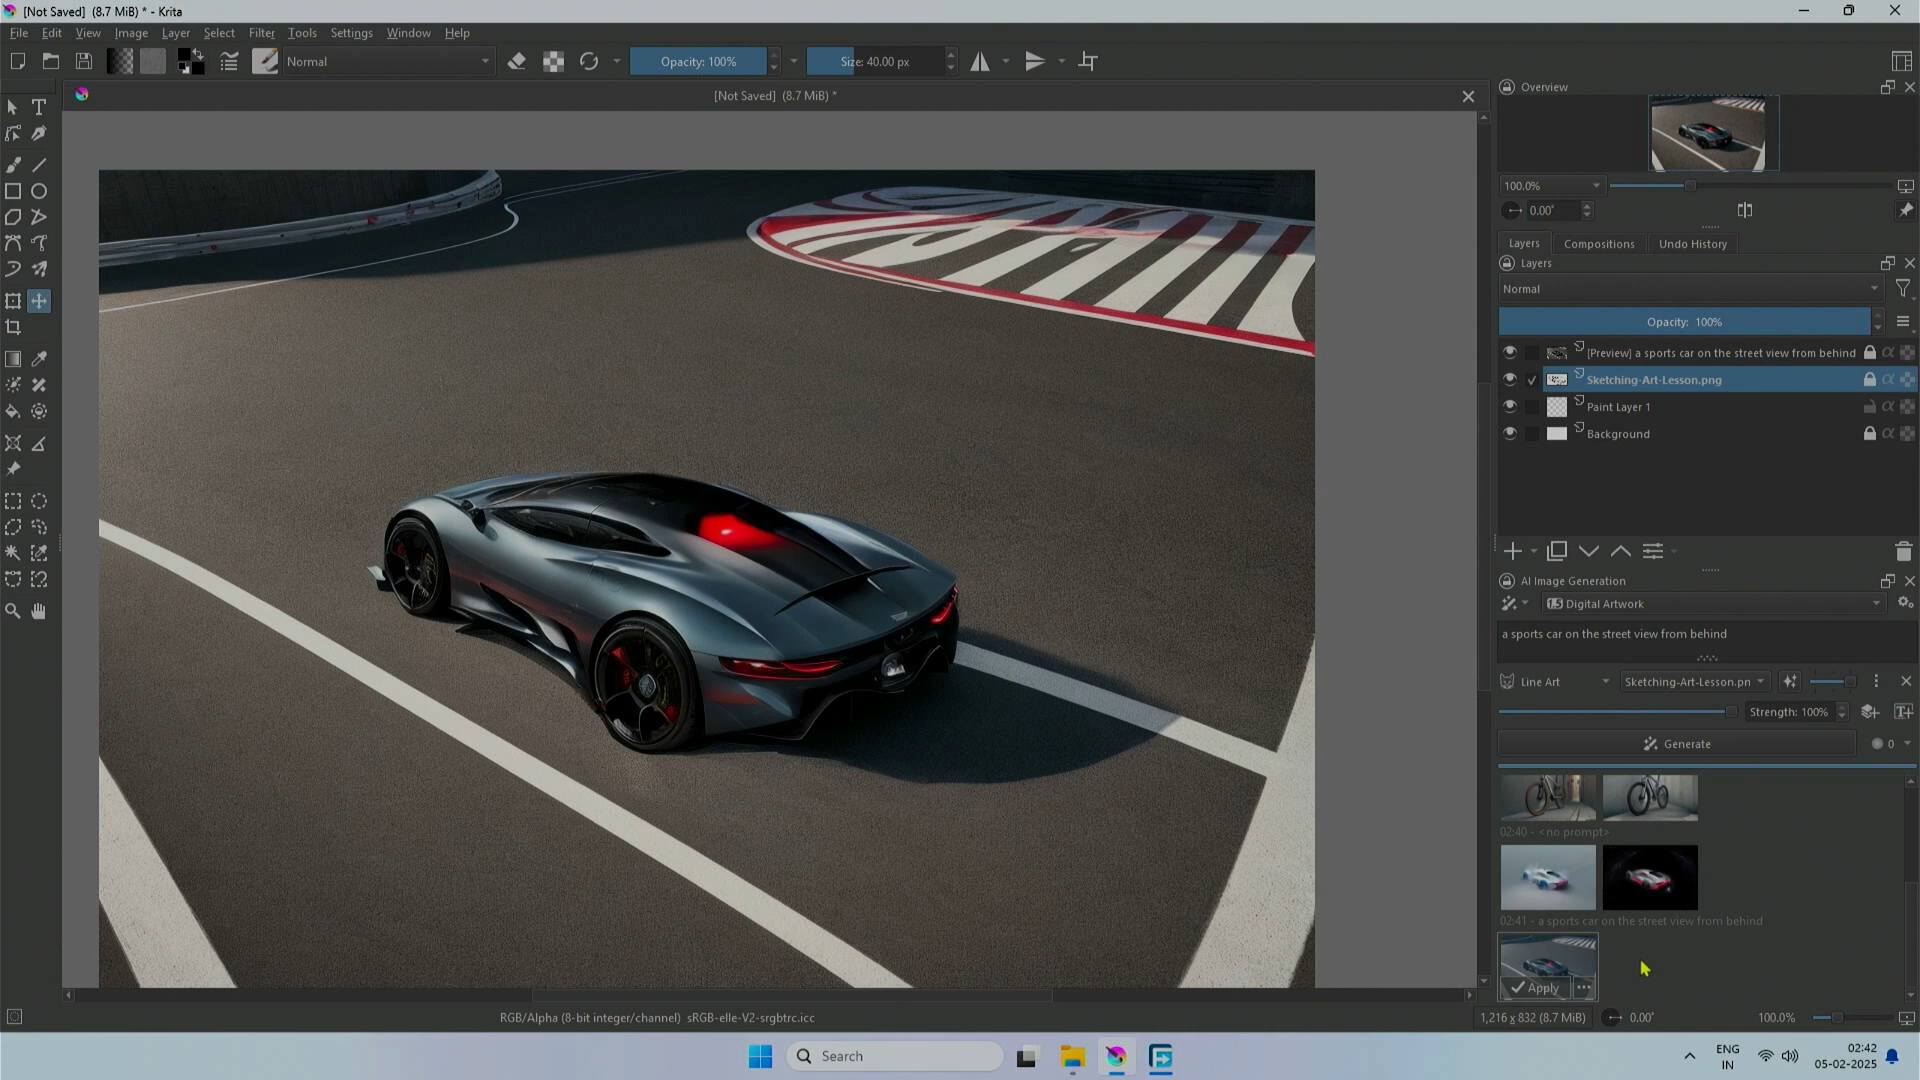 [Not Saved]  (8.7 MiB) * - Krita
File Edit View Image Layer Select Filter Tools Settings Window Help
Normal
Opacity: 100%
Size: 40.00 px
[Not Saved]  (8.7 MiB) *
Overview
100.0%
0.00°
Layers Compositions Undo History
Layers
Normal
Opacity:  100%
[Preview] a sports car on the street view from behind
Sketching-Art-Lesson.png
Paint Layer 1
Background
AI Image Generation
1.5 Digital Artwork
a sports car on the street view from behind
Line Art Sketching-Art-Lesson.pn
Strength: 100%
Generate
0
02:40 - <no prompt>
02:41 - a sports car on the street view from behind
Apply
RGB/Alpha (8-bit integer/channel)  sRGB-elle-V2-srgbtrc.icc
1,216 x 832 (8.7 MiB)
0.00°
100.0%
Search
ENG
IN
02:42
05-02-2025